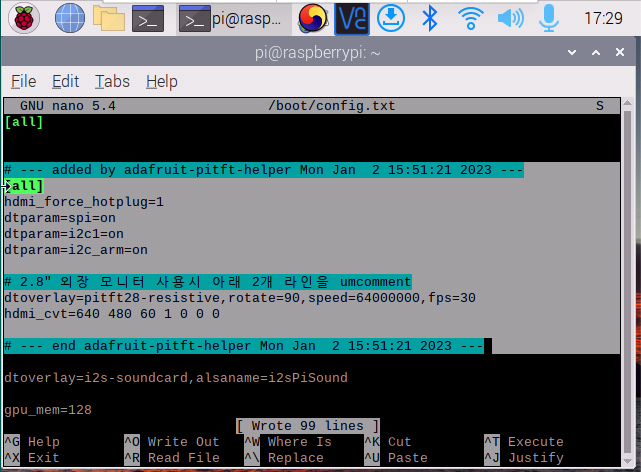 pi@raspb...
17:29
pi@raspberrypi: ~
File Edit Tabs Help
GNU nano 5.4 /boot/config.txt S
[all]
# --- added by adafruit-pitft-helper Mon Jan  2 15:51:21 2023 ---
[all]
hdmi_force_hotplug=1
dtparam=spi=on
dtparam=i2c1=on
dtparam=i2c_arm=on
# 2.8" 외장 모니터 사용시 아래 2개 라인을 umcomment
dtoverlay=pitft28-resistive,rotate=90,speed=64000000,fps=30
hdmi_cvt=640 480 60 1 0 0 0
# --- end adafruit-pitft-helper Mon Jan  2 15:51:21 2023 ---
dtoverlay=i2s-soundcard,alsaname=i2sPiSound
gpu_mem=128
[ Wrote 99 lines ]
^G Help ^O Write Out ^W Where Is ^K Cut ^T Execute
^X Exit ^R Read File ^\ Replace ^U Paste ^J Justify